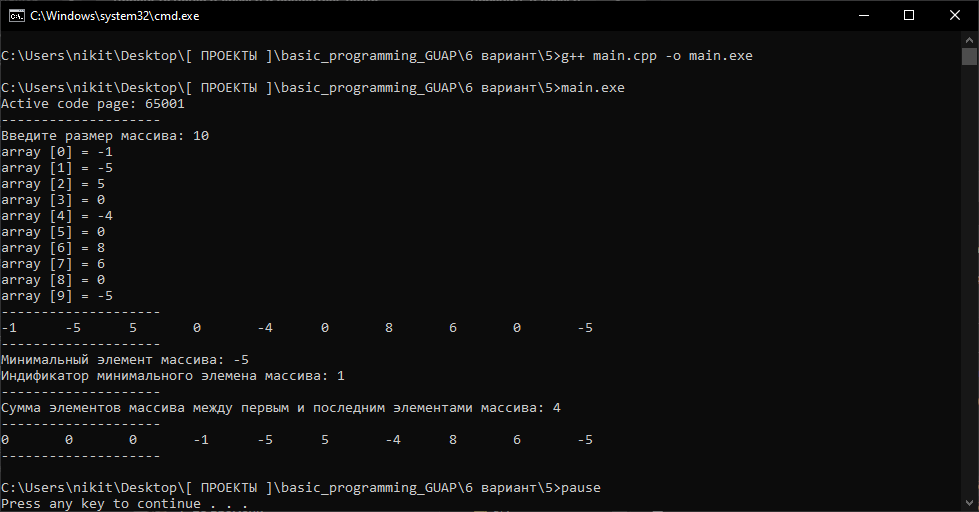 C:\Windows\system32\cmd.exe
C:\Users\nikit\Desktop\[ ПРОЕКТЫ ]\basic_programming_GUAP\6 вариант\5>g++ main.cpp -o main.exe
C:\Users\nikit\Desktop\[ ПРОЕКТЫ ]\basic_programming_GUAP\6 вариант\5>main.exe
Active code page: 65001
--------------------
Введите размер массива: 10
array [0] = -1
array [1] = -5
array [2] = 5
array [3] = 0
array [4] = -4
array [5] = 0
array [6] = 8
array [7] = 6
array [8] = 0
array [9] = -5
--------------------
-1 -5 5 0 -4 0 8 6 0 -5
--------------------
Минимальный элемент массива: -5
Индификатор минимального элемена массива: 1
--------------------
Сумма элементов массива между первым и последним элементами массива: 4
--------------------
0 0 0 -1 -5 5 -4 8 6 -5
--------------------
C:\Users\nikit\Desktop\[ ПРОЕКТЫ ]\basic_programming_GUAP\6 вариант\5>pause
Press any key to continue . . .